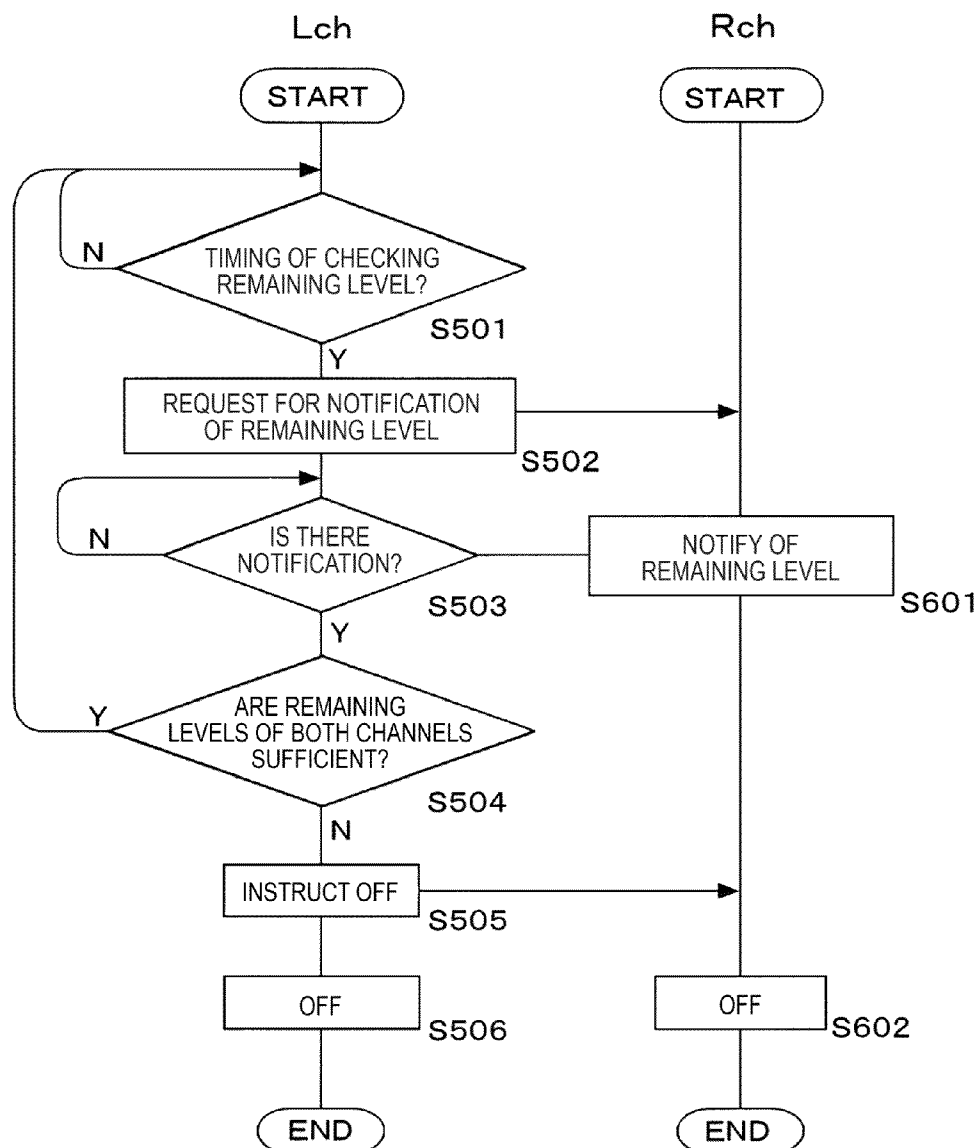 Lch
Rch
START
START
N
TIMING OF CHECKING
REMAINING LEVEL?
S501
Y
REQUEST FOR NOTIFICATION
OF REMAINING LEVEL
S502
N
IS THERE
NOTIFICATION?
S503
NOTIFY OF
REMAINING LEVEL
S601
Y
Y
ARE REMAINING
LEVELS OF BOTH CHANNELS
SUFFICIENT?
S504
N
INSTRUCT OFF
S505
OFF
S506
OFF
S602
END
END